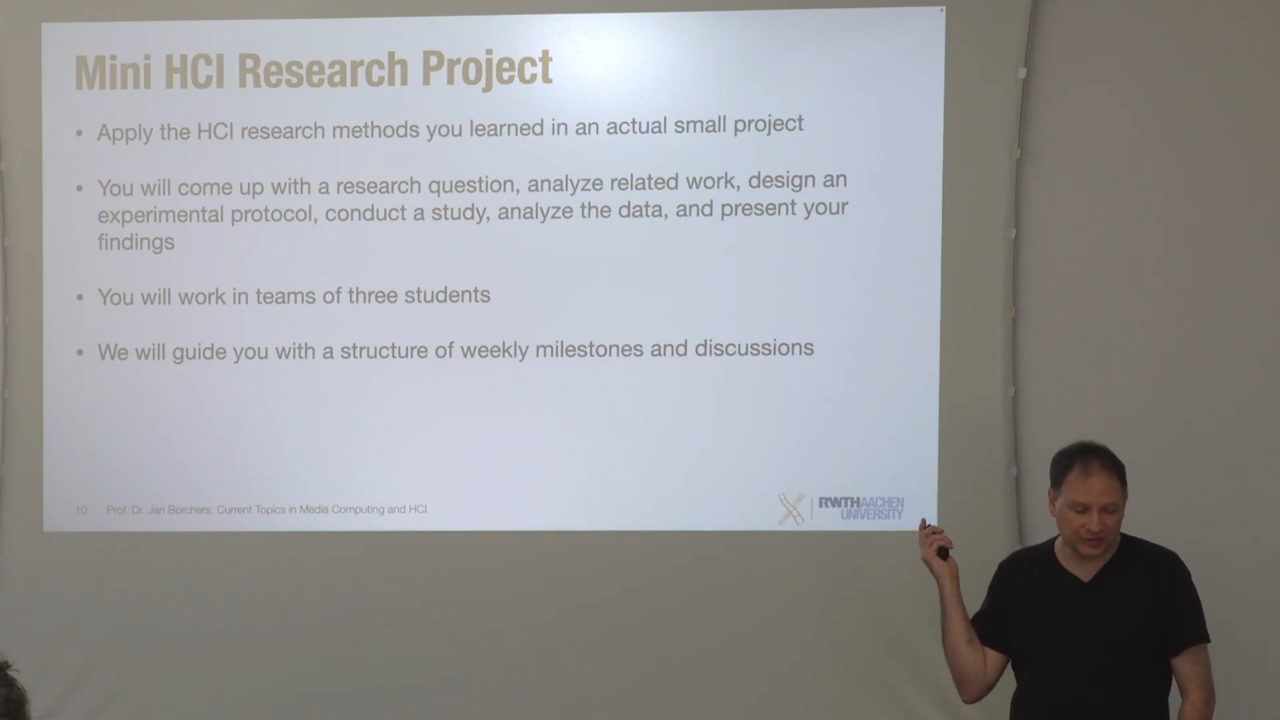 Mini HCI Research Project
• Apply the HCI research methods you learned in an actual small project
• You will come up with a research question, analyze related work, design an
experimental protocol, conduct a study, analyze the data, and present your
findings
• You will work in teams of three students
• We will guide you with a structure of weekly milestones and discussions
10 Prof. Dr. Jan Borchers: Current Topics in Media Computing and HCI
RWTHAACHEN
UNIVERSITY